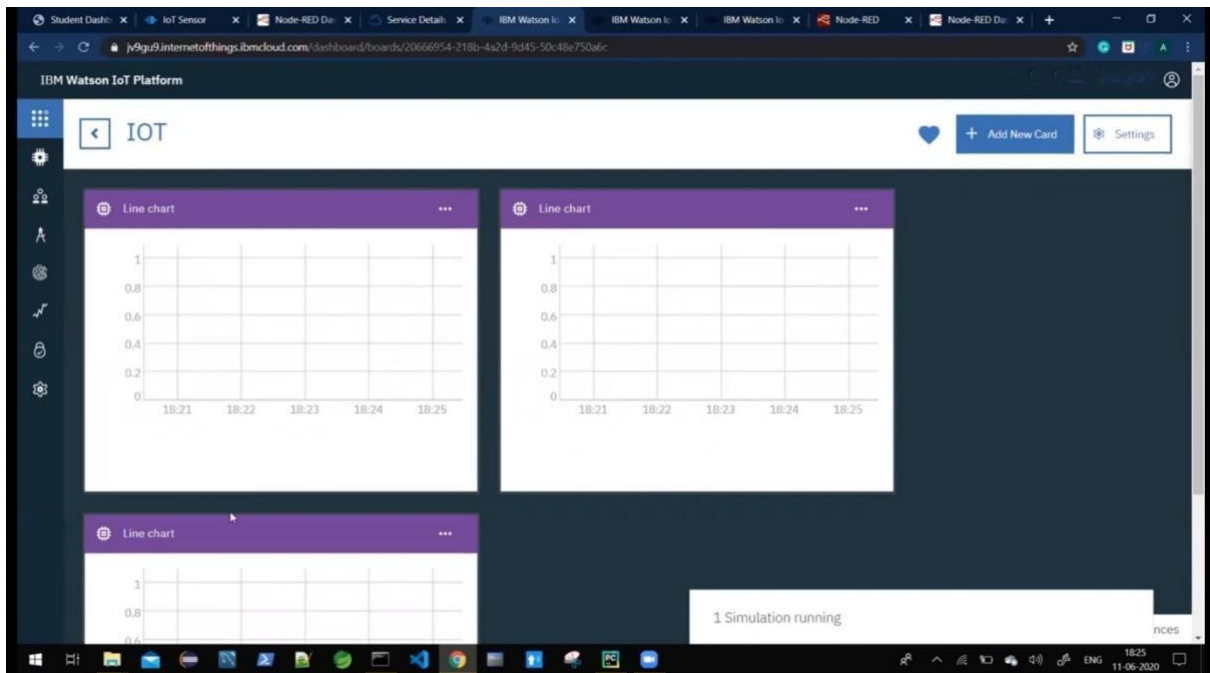 Student Dashb IoT Sensor Node-RED Da Service Details IBM Watson Io IBM Watson Io IBM Watson Io Node-RED Node-RED Da
jv9gu9.internetofthings.ibmcloud.com/dashboard/boards/20666954-218b-4a2d-9d45-50c48e750a6c
A
IBM Watson IoT Platform
IOT
+ Add New Card
Settings
Line chart ...
1
0.8
0.6
0.4
0.2
0
18:21 18:22 18:23 18:24 18:25
Line chart ...
1
0.8
0.6
0.4
0.2
0
18:21 18:22 18:23 18:24 18:25
Line chart ...
1
0.8
0.6
1 Simulation running
nces
ENG
18:25
11-06-2020